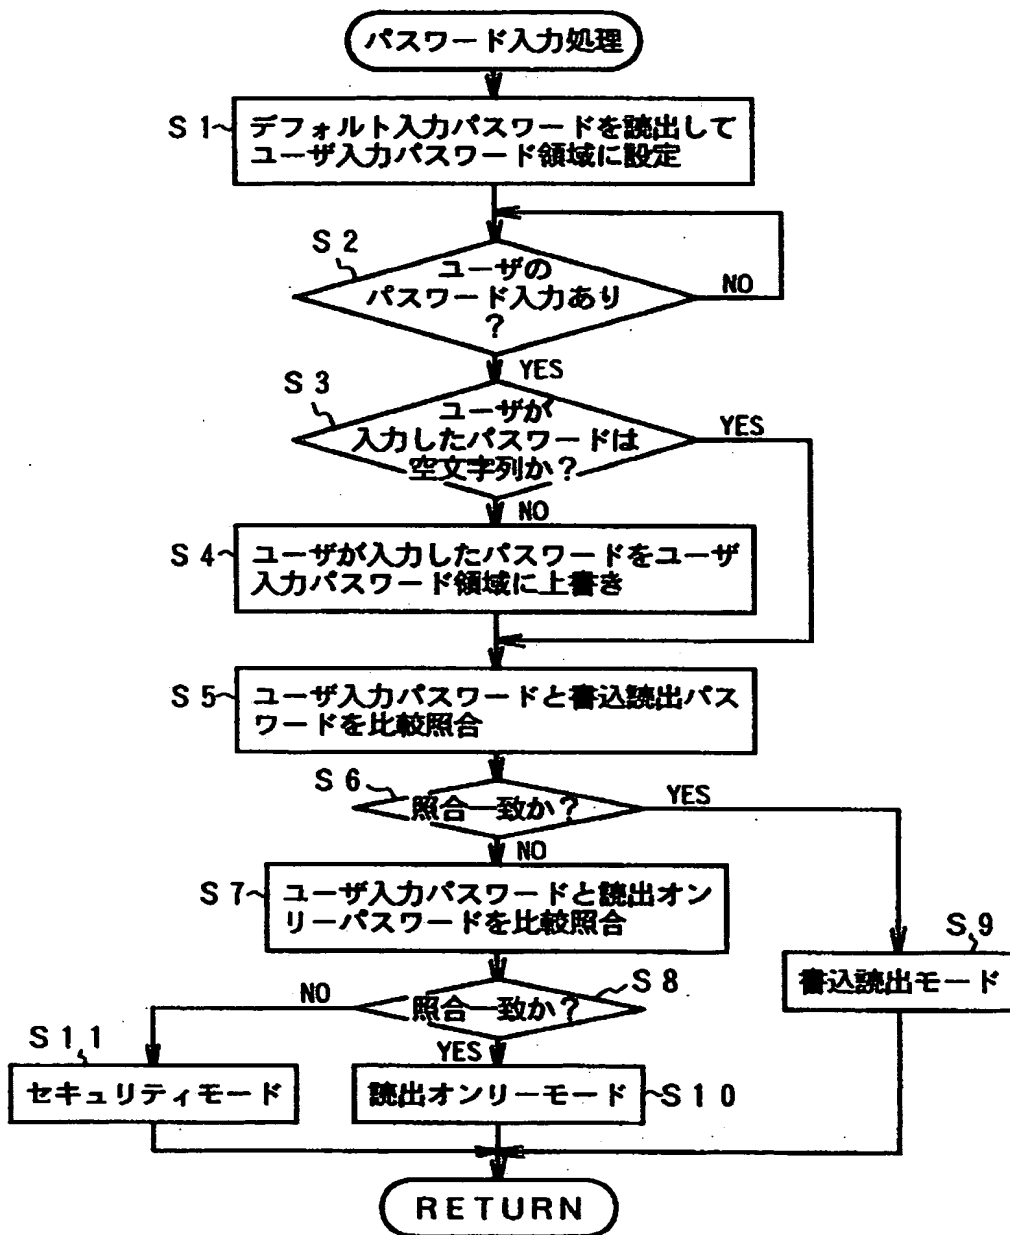 パスワード入力処理
S1
デフォルト入力パスワードを読出して
ユーザ入力パスワード領域に設定
S2
ユーザの
パスワード入力あり
?
NO
YES
S3
ユーザが
入力したパスワードは
空文字列か?
YES
NO
S4
ユーザが入力したパスワードをユーザ
入力パスワード領域に上書き
S5
ユーザ入力パスワードと書込読出パス
ワードを比較照合
S6
照合一致か?
YES
NO
S7
ユーザ入力パスワードと読出オン
リーパスワードを比較照合
S9
書込読出モード
S8
照合一致か?
NO
YES
S11
セキュリティモード
読出オンリーモード
S10
RETURN